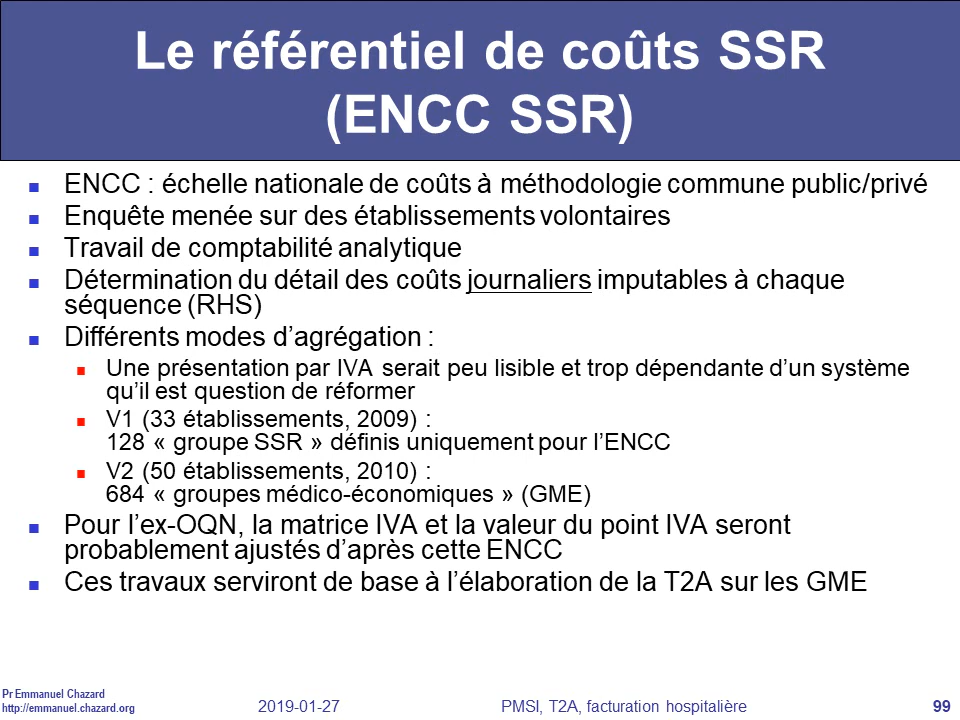 Le référentiel de coûts SSR
(ENCC SSR)
ENCC : échelle nationale de coûts à méthodologie commune public/privé
Enquête menée sur des établissements volontaires
Travail de comptabilité analytique
Détermination du détail des coûts journaliers imputables à chaque
séquence (RHS)
Différents modes d’agrégation :
Une présentation par IVA serait peu lisible et trop dépendante d’un système
qu’il est question de réformer
V1 (33 établissements, 2009) :
128 « groupe SSR » définis uniquement pour l’ENCC
V2 (50 établissements, 2010) :
684 « groupes médico-économiques » (GME)
Pour l’ex-OQN, la matrice IVA et la valeur du point IVA seront
probablement ajustés d’après cette ENCC
Ces travaux serviront de base à l’élaboration de la T2A sur les GME
Pr Emmanuel Chazard
http://emmanuel.chazard.org
2019-01-27
PMSI, T2A, facturation hospitalière
99